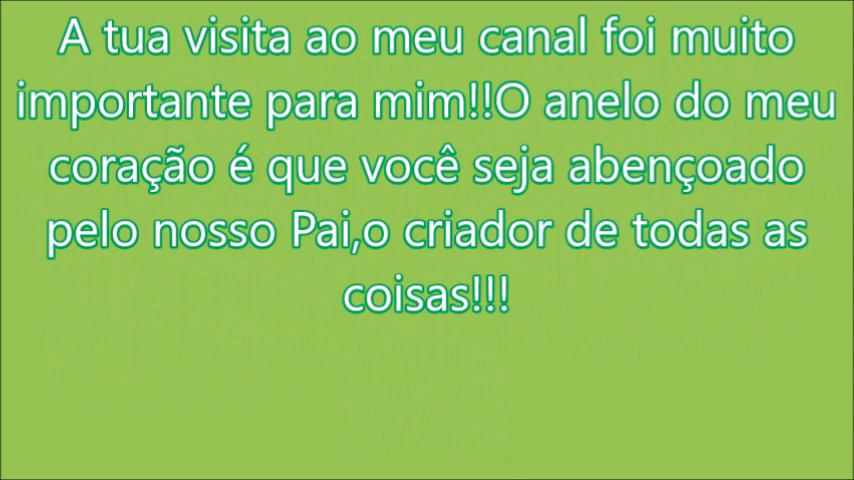 A tua visita ao meu canal foi muito
importante para mim!!O anelo do meu
coração é que você seja abençoado
pelo nosso Pai,o criador de todas as
coisas!!!